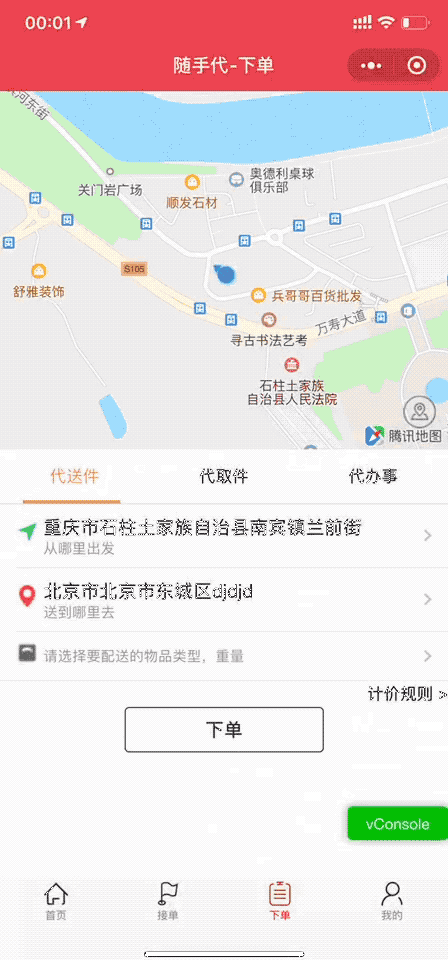 00:01
随手代-下单
滨河东街
奥德利桌球
俱乐部
关门岩广场
顺发石材
S105
舒雅装饰
兵哥哥百货批发
万寿大道
寻古书法艺考
石柱土家族
自治县人民法院
腾讯地图
代送件
代取件
代办事
重庆市石柱土家族自治县南宾镇兰前街
从哪里出发
北京市北京市东城区djdjd
送到哪里去
请选择要配送的物品类型，重量
计价规则 >
下单
vConsole
首页
接单
下单
我的